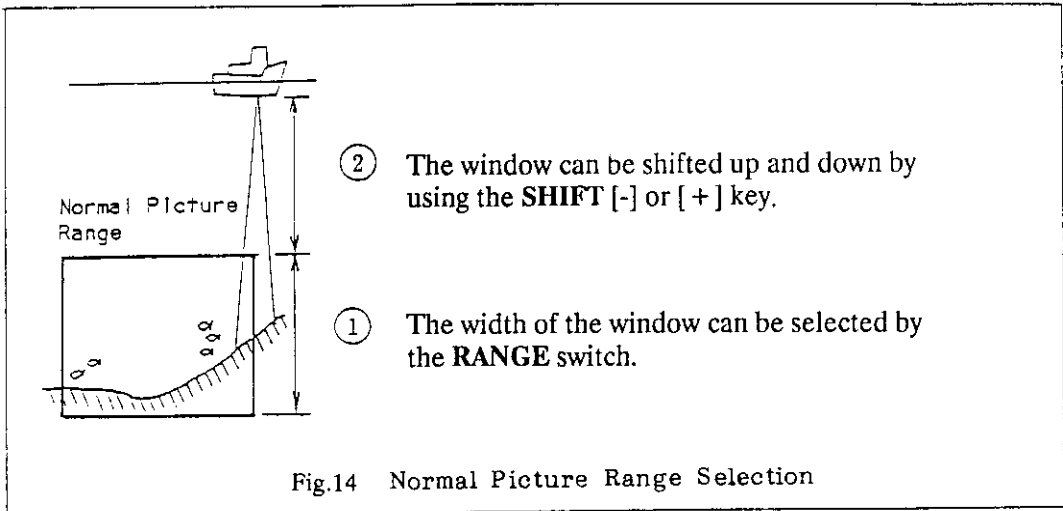 ② The window can be shifted up and down by
using the SHIFT [-] or [+] key.
Normal Picture
Range
① The width of the window can be selected by
the RANGE switch.
Fig.14 Normal Picture Range Selection